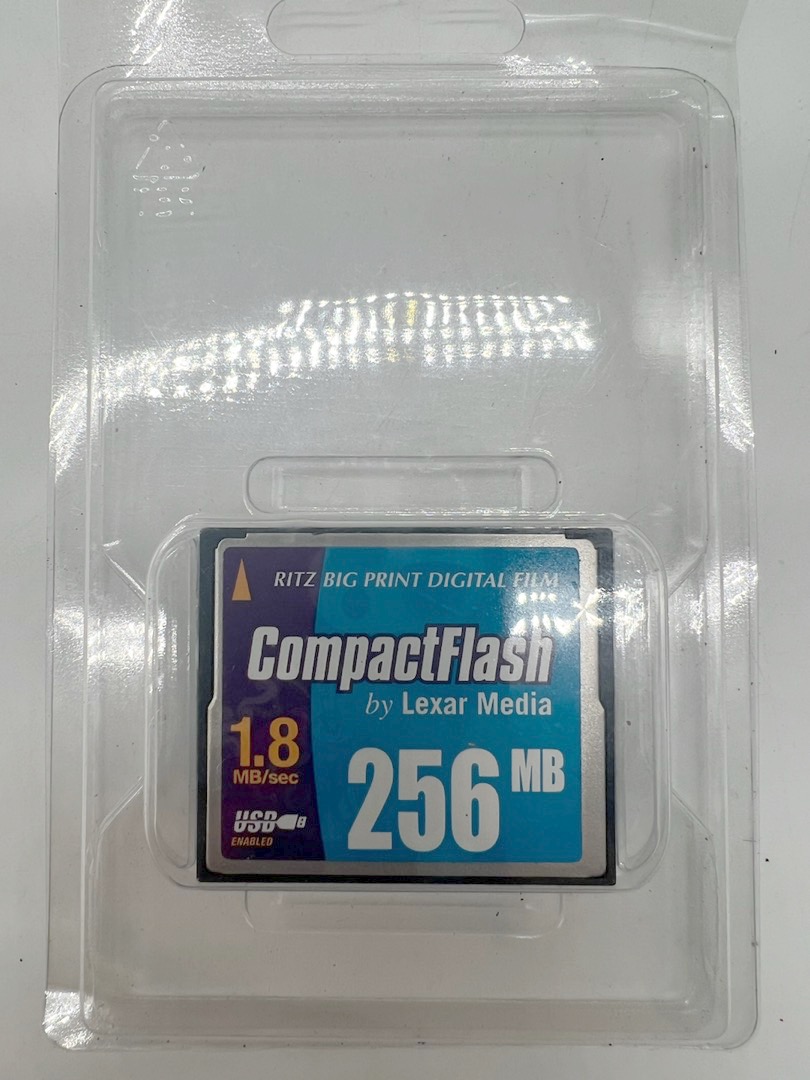 RITZ BIG PRINT DIGITAL FILM
CompactFlash
by Lexar Media
1.8
MB/sec
256 MB
USB
ENABLED